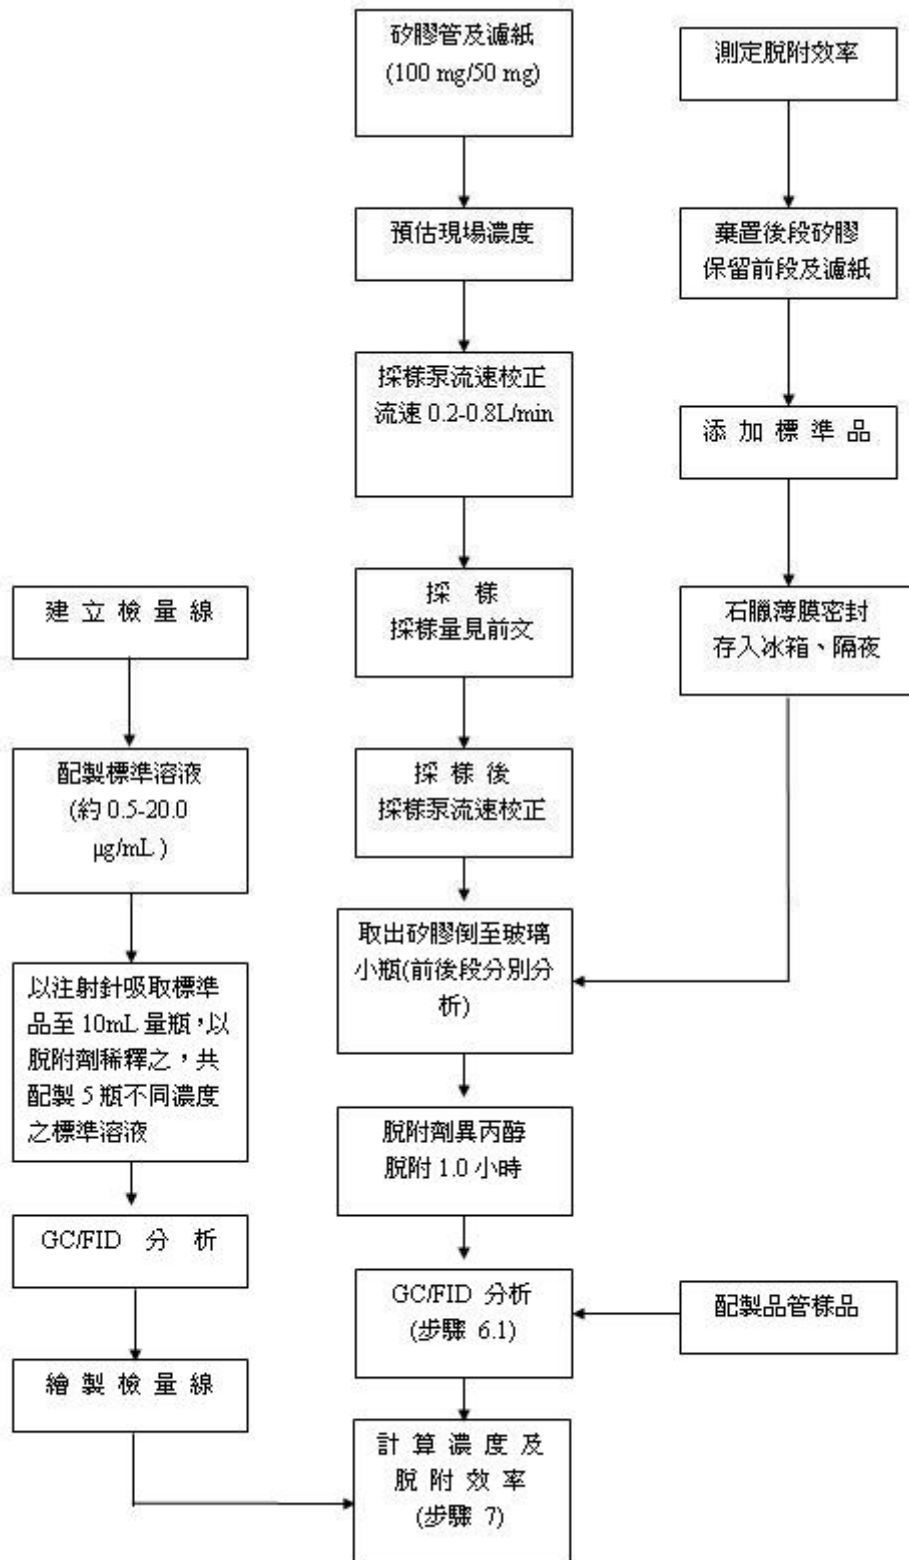 矽膠管及濾紙
(100 mg/50 mg)
預估現場濃度
採樣泵流速校正
流速 0.2-0.8L/min
採 樣
採樣量見前文
採 樣 後
採樣泵流速校正
取出矽膠倒至玻璃
小瓶(前後段分別分
析)
脫附劑異丙醇
脫附 1.0 小時
GC/FID 分析
(步驟 6.1)
計 算 濃 度 及
脫 附 效 率
(步驟 7)
測定脫附效率
棄置後段矽膠
保留前段及濾紙
添 加 標 準 品
石臘薄膜密封
存入冰箱、隔夜
配製品管樣品
建 立 檢 量 線
配製標準溶液
(約 0.5-20.0
μg/mL )
以注射針吸取標準
品至 10mL 量瓶，以
脫附劑稀釋之，共
配製 5 瓶不同濃度
之標準溶液
GC/FID 分 析
繪 製 檢 量 線